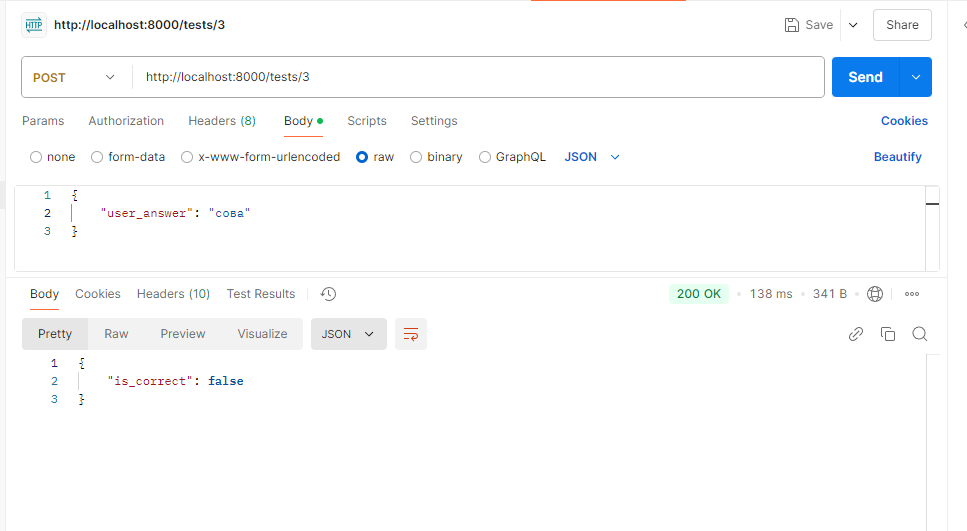 HTTP http://localhost:8000/tests/3 Save Share
POST http://localhost:8000/tests/3 Send
Params Authorization Headers (8) Body Scripts Settings Cookies
none form-data x-www-form-urlencoded raw binary GraphQL JSON Beautify
1 {
2 "user_answer": "сова"
3 }
Body Cookies Headers (10) Test Results 200 OK • 138 ms • 341 B •
Pretty Raw Preview Visualize JSON
1 {
2 "is_correct": false
3 }